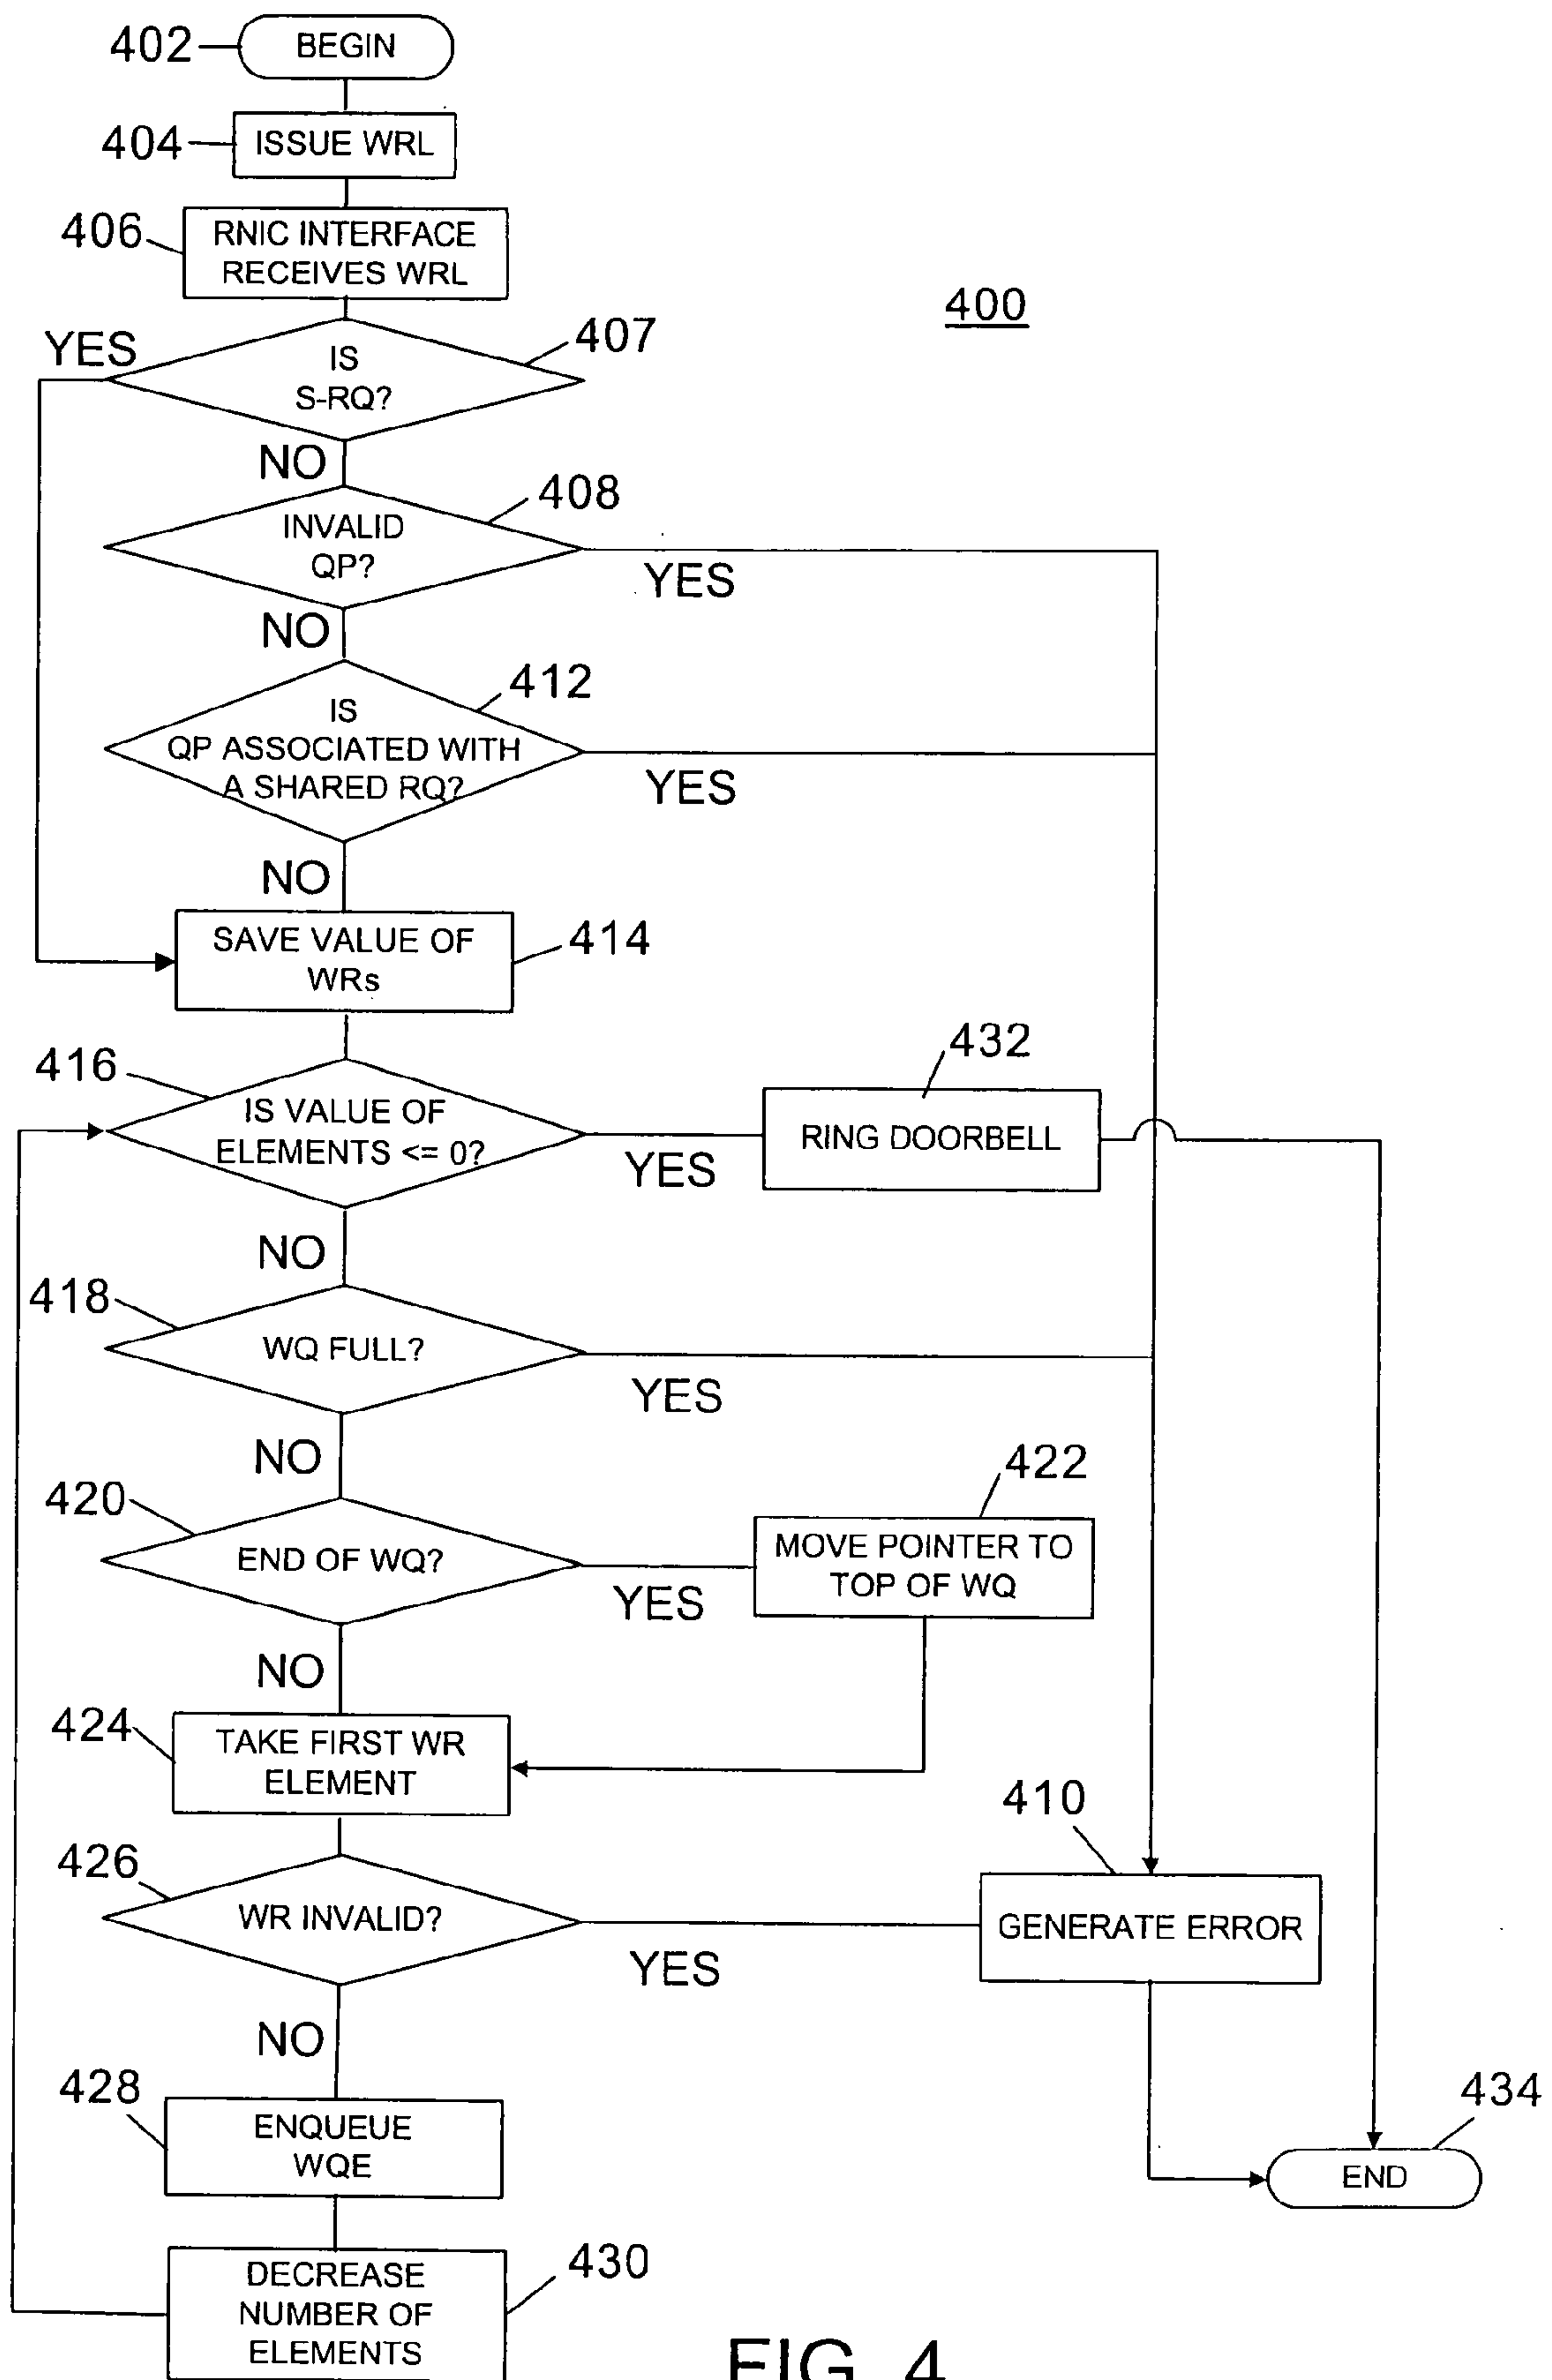 402
BEGIN
404
ISSUE WRL
406
RNIC INTERFACE
RECEIVES WRL
400
407
YES
IS
S-RQ?
NO
408
INVALID
QP?
YES
NO
412
IS
QP ASSOCIATED WITH
A SHARED RQ?
YES
NO
SAVE VALUE OF
WRs
414
432
416
IS VALUE OF
ELEMENTS <= 0?
YES
RING DOORBELL
NO
418
WQ FULL?
YES
NO
422
420
END OF WQ?
YES
MOVE POINTER TO
TOP OF WQ
NO
424
TAKE FIRST WR
ELEMENT
410
426
WR INVALID?
YES
GENERATE ERROR
NO
428
ENQUEUE
WQE
434
END
430
DECREASE
NUMBER OF
ELEMENTS
FIG. 4